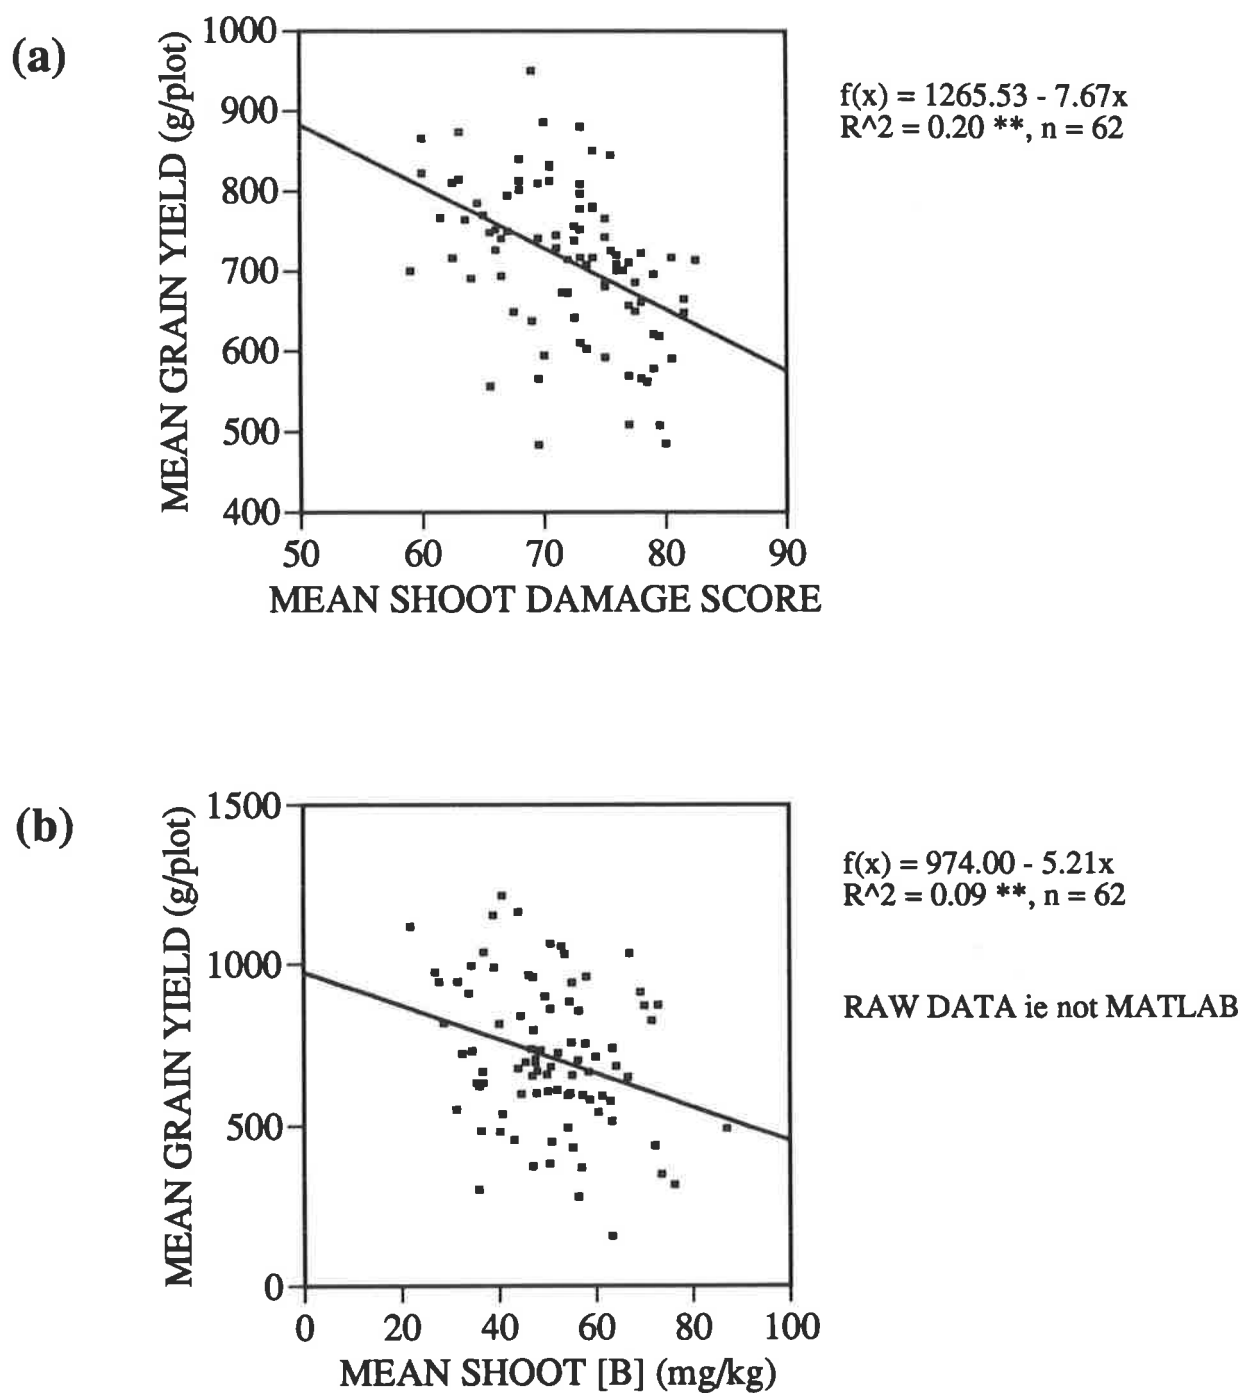 (a)
MEAN GRAIN YIELD (g/plot)
1000
900
800
700
600
500
400
50 60 70 80 90
MEAN SHOOT DAMAGE SCORE
f(x) = 1265.53 - 7.67x
R^2 = 0.20 **, n = 62
(b)
MEAN GRAIN YIELD (g/plot)
1500
1000
500
0
0 20 40 60 80 100
MEAN SHOOT [B] (mg/kg)
f(x) = 974.00 - 5.21x
R^2 = 0.09 **, n = 62
RAW DATA ie not MATLAB